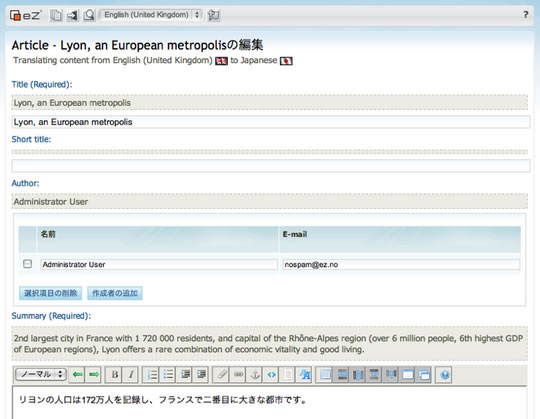 eZ English (United Kingdom) ?
Article - Lyon, an European metropolisの編集
Translating content from English (United Kingdom) to Japanese
Title (Required):
Lyon, an European metropolis
Lyon, an European metropolis
Short title:
Author:
Administrator User
名前 E-mail
Administrator User nospam@ez.no
選択項目の削除 作成者の追加
Summary (Required):
2nd largest city in France with 1 720 000 residents, and capital of the Rhône-Alpes region (over 6 million people, 6th highest GDP
of European regions), Lyon offers a rare combination of economic vitality and good living.
ノーマル B I
リヨンの人口は172万人を記録し、フランスで二番目に大きな都市です。